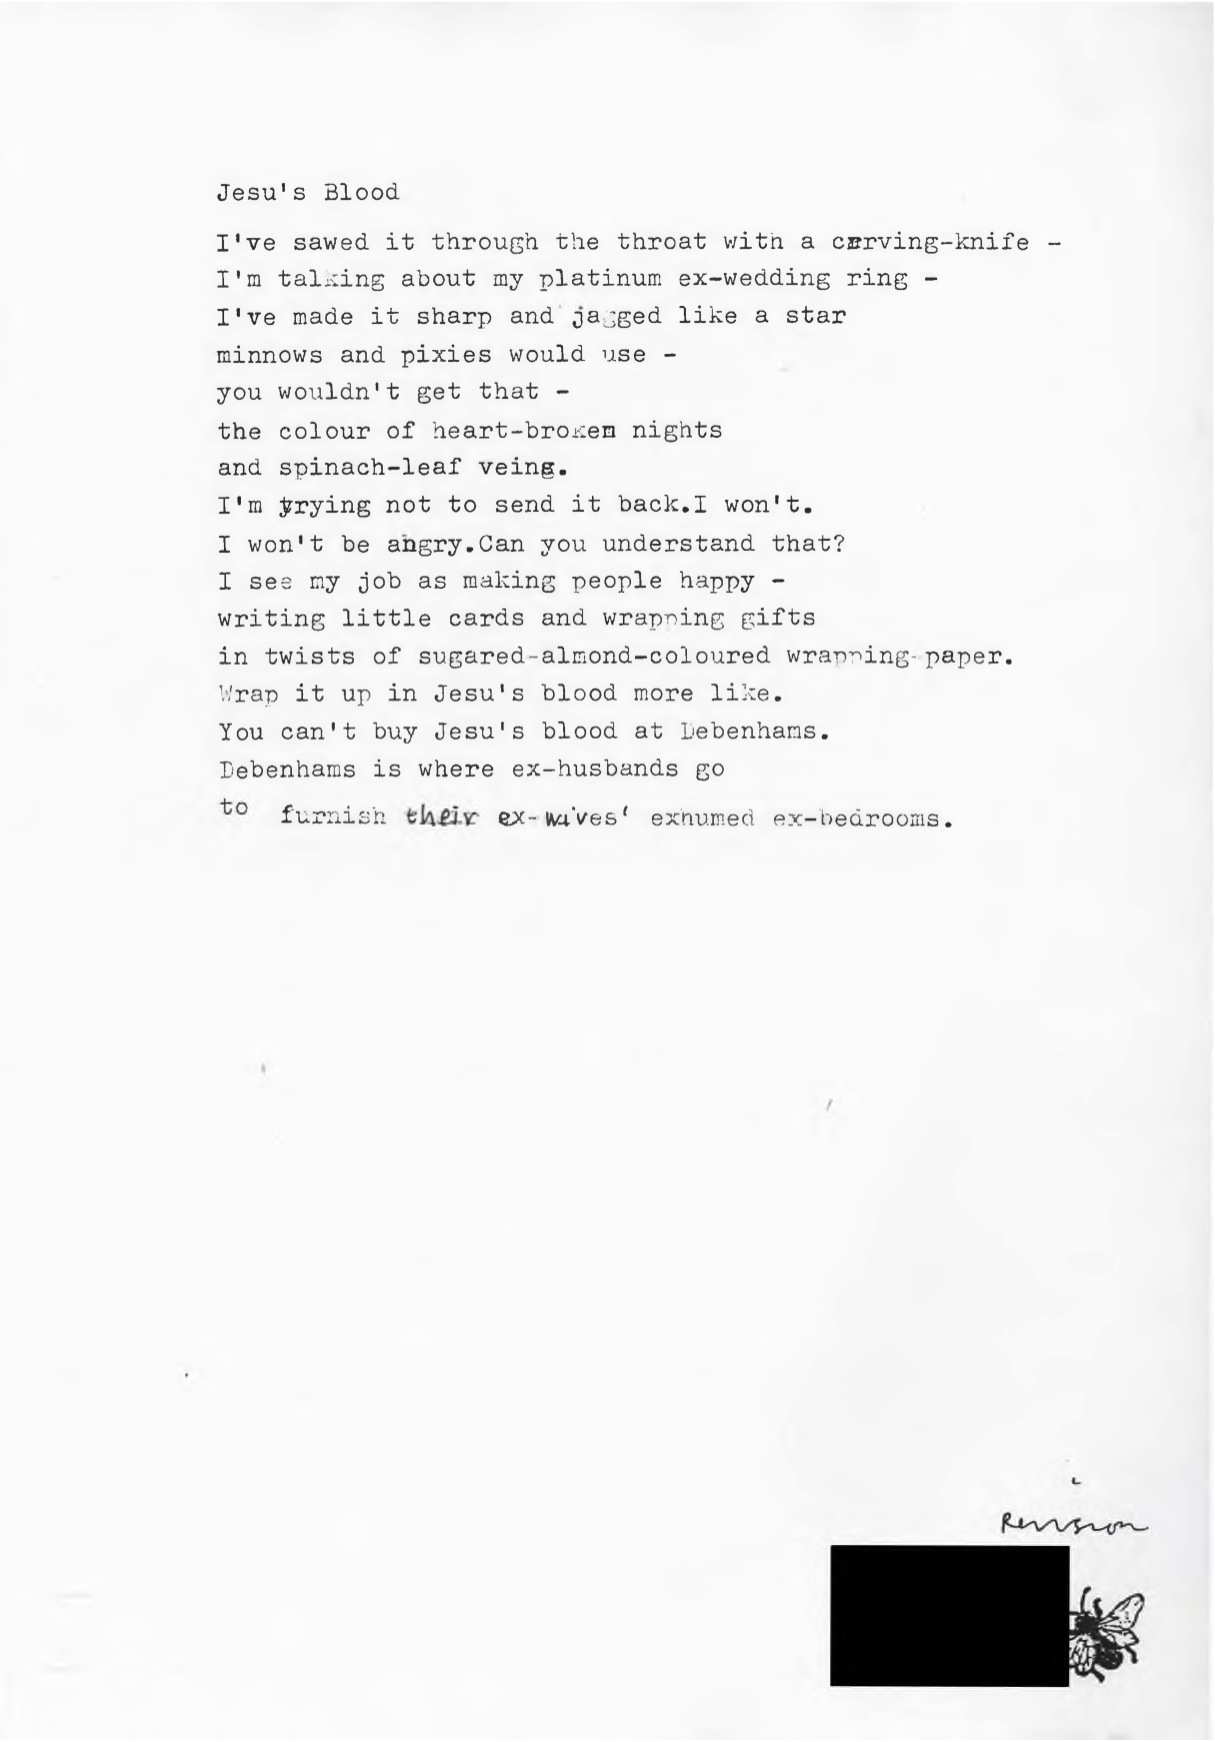 Jesu's Blood
I've sawed it through the throat with a carving-knife -
I'm talking about my platinum ex-wedding ring -
I've made it sharp and jagged like a star
minnows and pixies would use -
you wouldn't get that -
the colour of heart-broken nights
and spinach-leaf veing.
I'm trying not to send it back.I won't.
I won't be angry.Can you understand that?
I see my job as making people happy -
writing little cards and wrapping gifts
in twists of sugared-almond-coloured wrapping-paper.
Wrap it up in Jesu's blood more like.
You can't buy Jesu's blood at Debenhams.
Debenhams is where ex-husbands go
to furnish their ex-wives' exhumed ex-bedrooms.
Revision